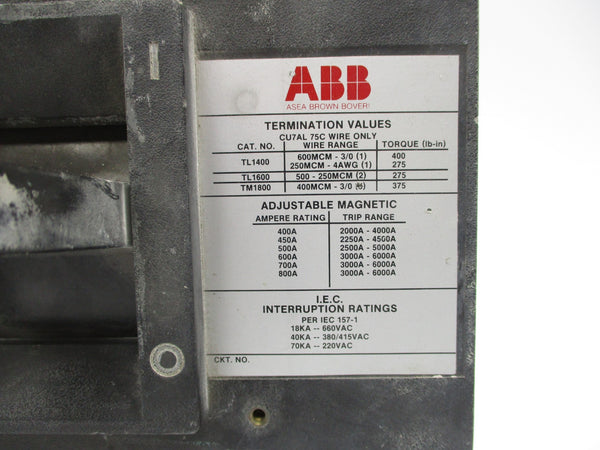 ABB
ASEA BROWN BOVERI
TERMINATION VALUES
CU7AL 75C WIRE ONLY
CAT. NO. WIRE RANGE TORQUE (lb-in)
TL1400 600MCM - 3/0 (1) 400
250MCM - 4AWG (1) 275
TL1600 500 - 250MCM (2) 275
TM1800 400MCM - 3/0 375
ADJUSTABLE MAGNETIC
AMPERE RATING TRIP RANGE
400A 2000A - 4000A
450A 2250A - 4500A
500A 2500A - 5000A
600A 3000A - 6000A
700A 3000A - 6000A
800A 3000A - 6000A
I.E.C.
INTERRUPTION RATINGS
PER IEC 157-1
18KA -- 660VAC
40KA -- 380/415VAC
70KA -- 220VAC
CKT. NO.